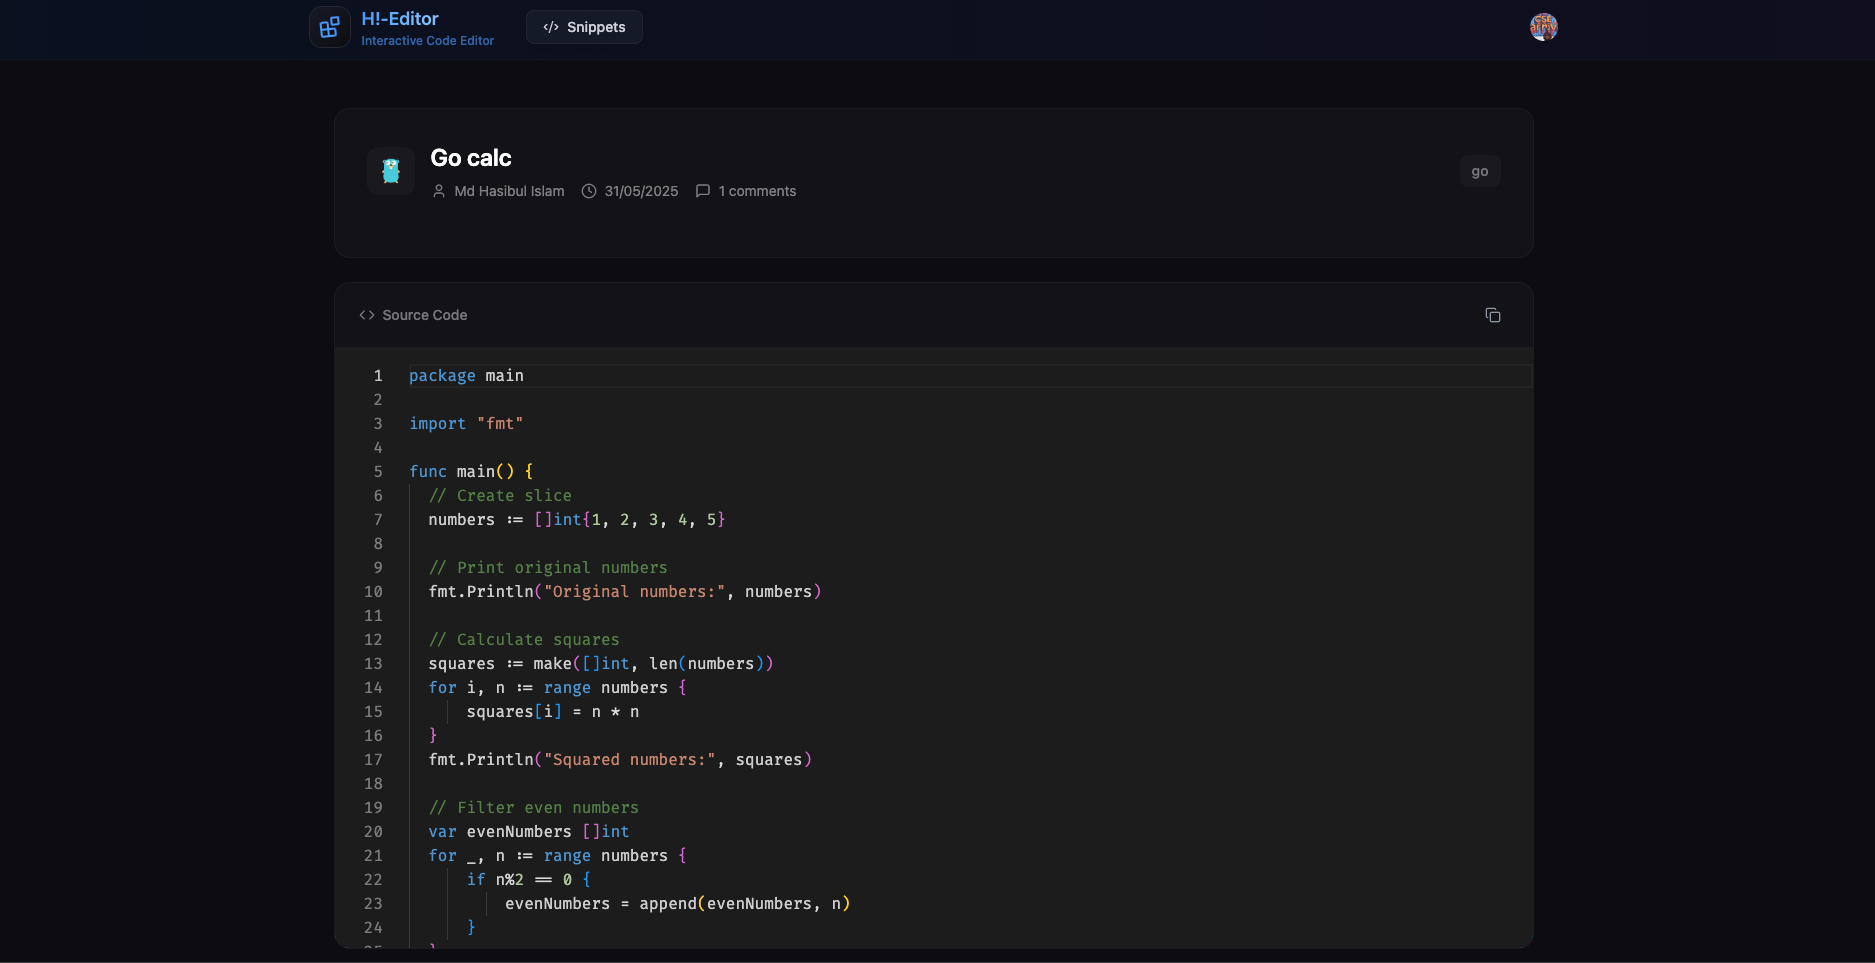 H!-Editor
Interactive Code Editor
</> Snippets
CSE
Go calc
Md Hasibul Islam 31/05/2025 1 comments
go
<> Source Code
1 package main
2
3 import "fmt"
4
5 func main() {
6 // Create slice
7 numbers := []int{1, 2, 3, 4, 5}
8
9 // Print original numbers
10 fmt.Println("Original numbers:", numbers)
11
12 // Calculate squares
13 squares := make([]int, len(numbers))
14 for i, n := range numbers {
15 squares[i] = n * n
16 }
17 fmt.Println("Squared numbers:", squares)
18
19 // Filter even numbers
20 var evenNumbers []int
21 for _, n := range numbers {
22 if n%2 == 0 {
23 evenNumbers = append(evenNumbers, n)
24 }